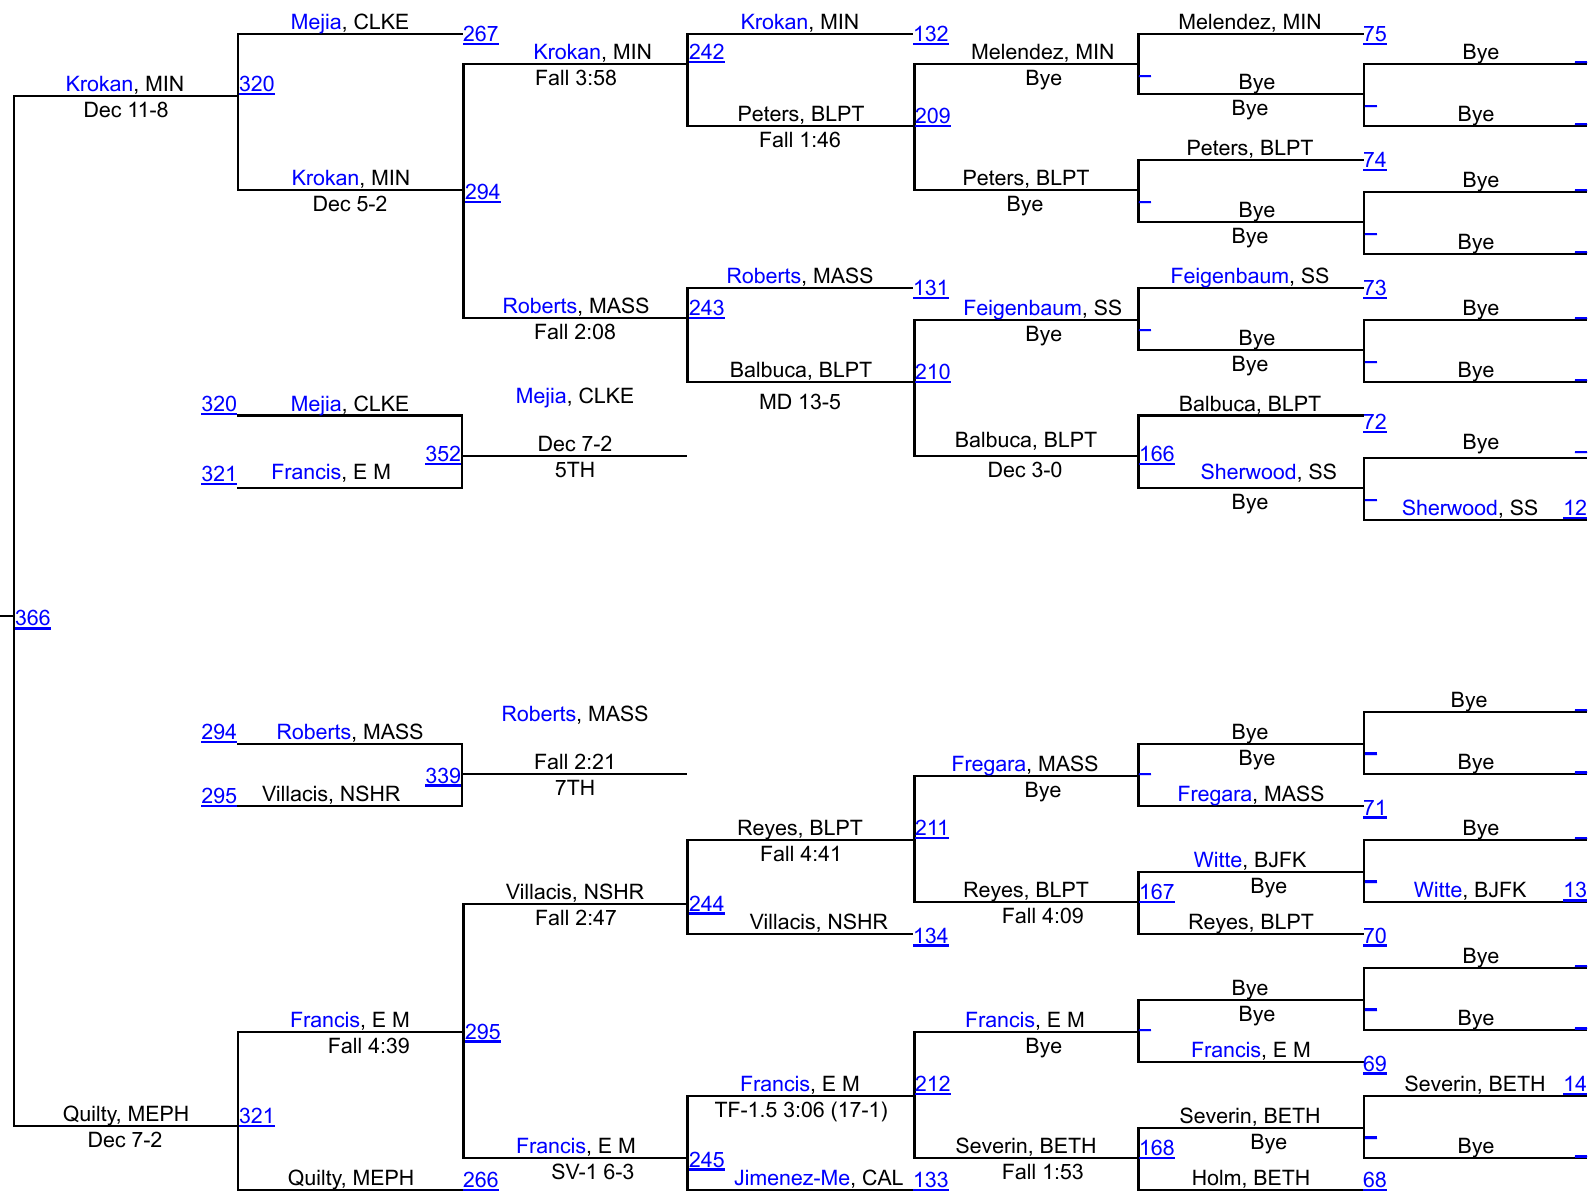 Mejia, CLKE
267
Krokan, MIN
132
Melendez, MIN
75
Krokan, MIN
242
Melendez, MIN
Bye
Fall 3:58
Bye
Krokan, MIN
320
Bye
Dec 11-8
Bye
Peters, BLPT
209
Bye
Fall 1:46
Peters, BLPT
74
Krokan, MIN
294
Peters, BLPT
Bye
Dec 5-2
Bye
Bye
Bye
Bye
Roberts, MASS
131
Feigenbaum, SS
73
Roberts, MASS
243
Feigenbaum, SS
Bye
Fall 2:08
Bye
Bye
Bye
Balbuca, BLPT
210
Bye
MD 13-5
320
Mejia, CLKE
Mejia, CLKE
Balbuca, BLPT
72
352
Dec 7-2
Balbuca, BLPT
166
Bye
321
Francis, E M
5TH
Dec 3-0
Sherwood, SS
Bye
Sherwood, SS
12
366
Bye
294
Roberts, MASS
Roberts, MASS
Bye
339
Fall 2:21
Fregara, MASS
Bye
Bye
295
Villacis, NSHR
7TH
Bye
Fregara, MASS
71
Reyes, BLPT
211
Bye
Fall 4:41
Witte, BJFK
Villacis, NSHR
244
Reyes, BLPT
167
Bye
Witte, BJFK
13
Fall 2:47
Fall 4:09
Villacis, NSHR
134
Reyes, BLPT
70
Bye
Bye
Francis, E M
295
Francis, E M
Bye
Bye
Fall 4:39
Bye
Francis, E M
69
Francis, E M
212
Severin, BETH
14
Quilty, MEPH
321
TF-1.5 3:06 (17-1)
Severin, BETH
Dec 7-2
Francis, E M
245
Severin, BETH
168
Bye
Bye
SV-1 6-3
Fall 1:53
Quilty, MEPH
266
Jimenez-Me, CAL
133
Holm, BETH
68